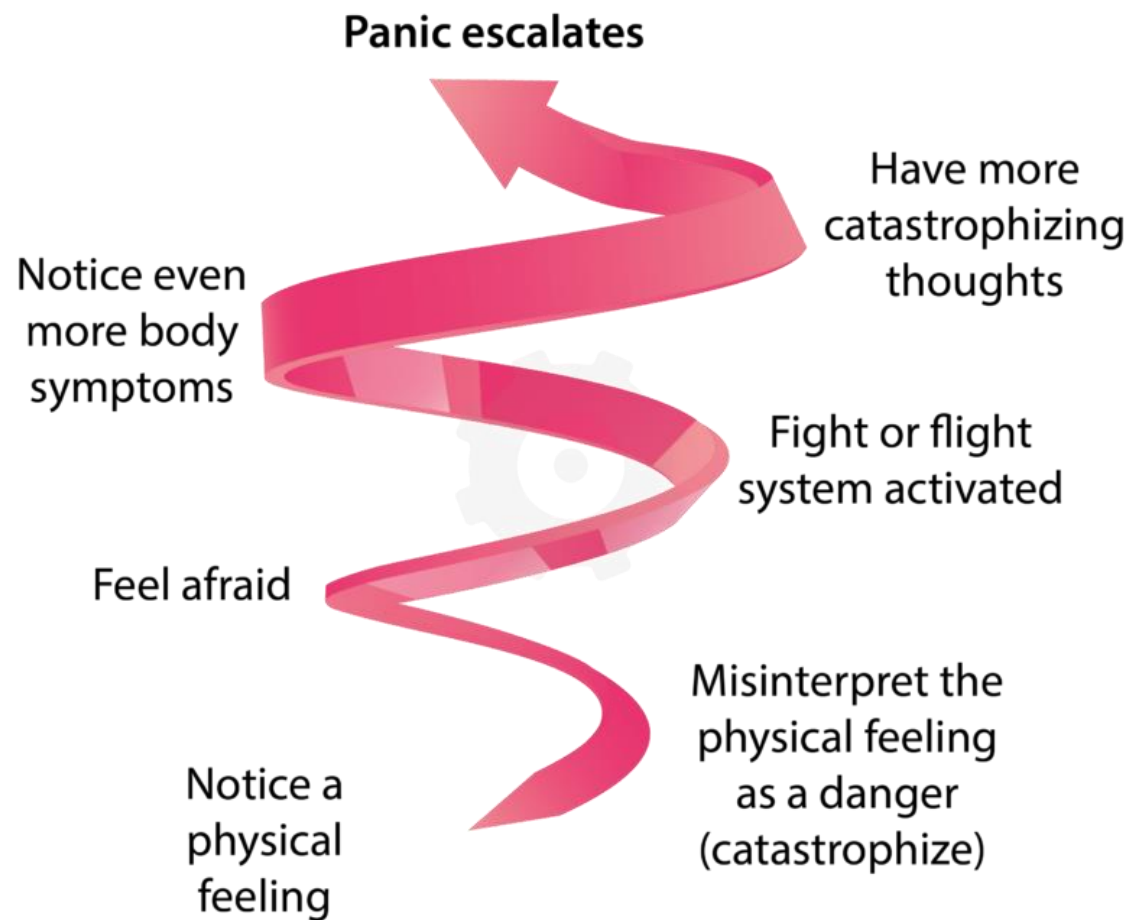 Panic escalates
Have more
catastrophizing
thoughts
Notice even
more body
symptoms
Fight or flight
system activated
Feel afraid
Misinterpret the
physical feeling
as a danger
(catastrophize)
Notice a
physical
feeling